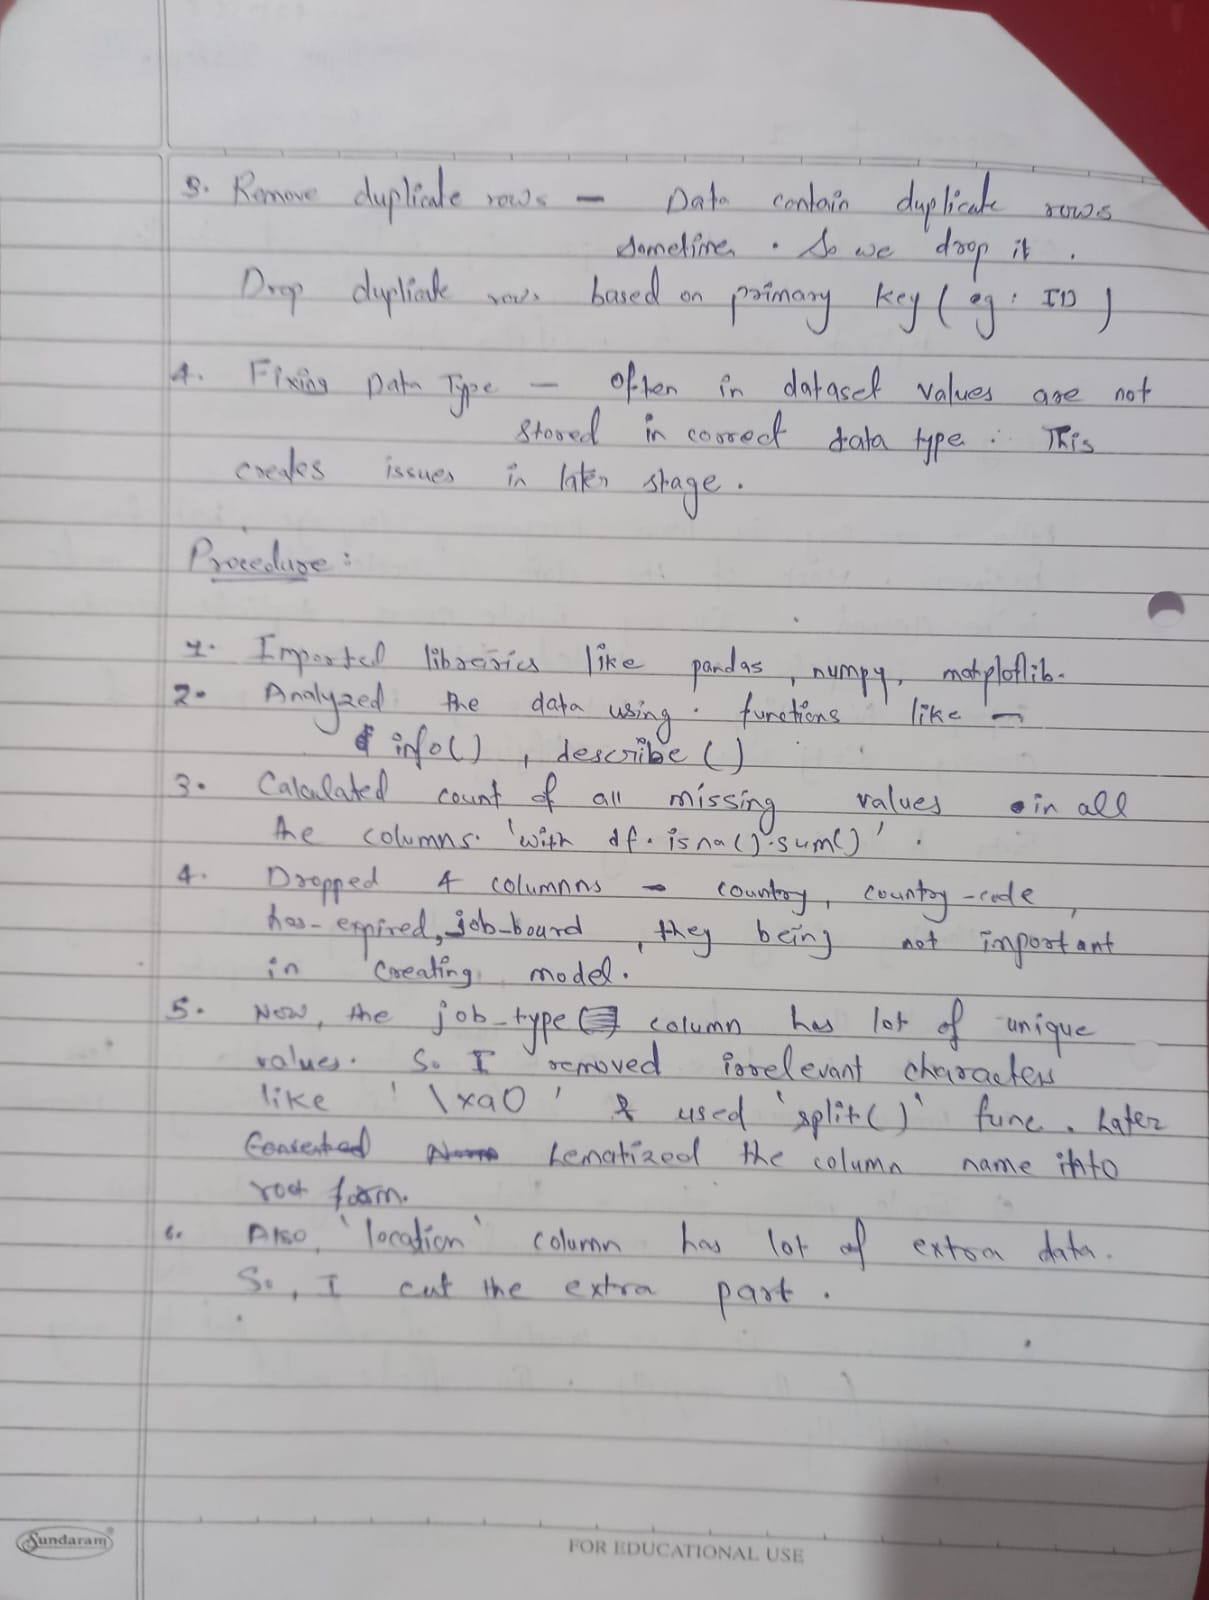 3. Remove duplicate rows — Data contain duplicate rows
sometimes. So we drop it.
Drop duplicate rows based on primary key (eg: ID)
4. Fixing Data Type — Often in dataset values are not
stored in correct data type. This
creates issues in later stage.
Procedure:
1. Imported libraries like pandas, numpy, matplotlib.
2. Analyzed the data using functions like —
info(), describe()
3. Calculated count of all missing values in all
the columns. 'with df.isna().sum()'.
4. Dropped 4 columnns - country, country-code,
has-expired, job-board, they being not important
in creating model.
5. Now, the job-type column has lot of unique
values. So I removed irrelevant characters
like '\xa0' & used 'split()' func. Later
Lematized the column name into
root form.
6. Also, 'location' column has lot of extra data.
So, I cut the extra part.
Sundaram
FOR EDUCATIONAL USE